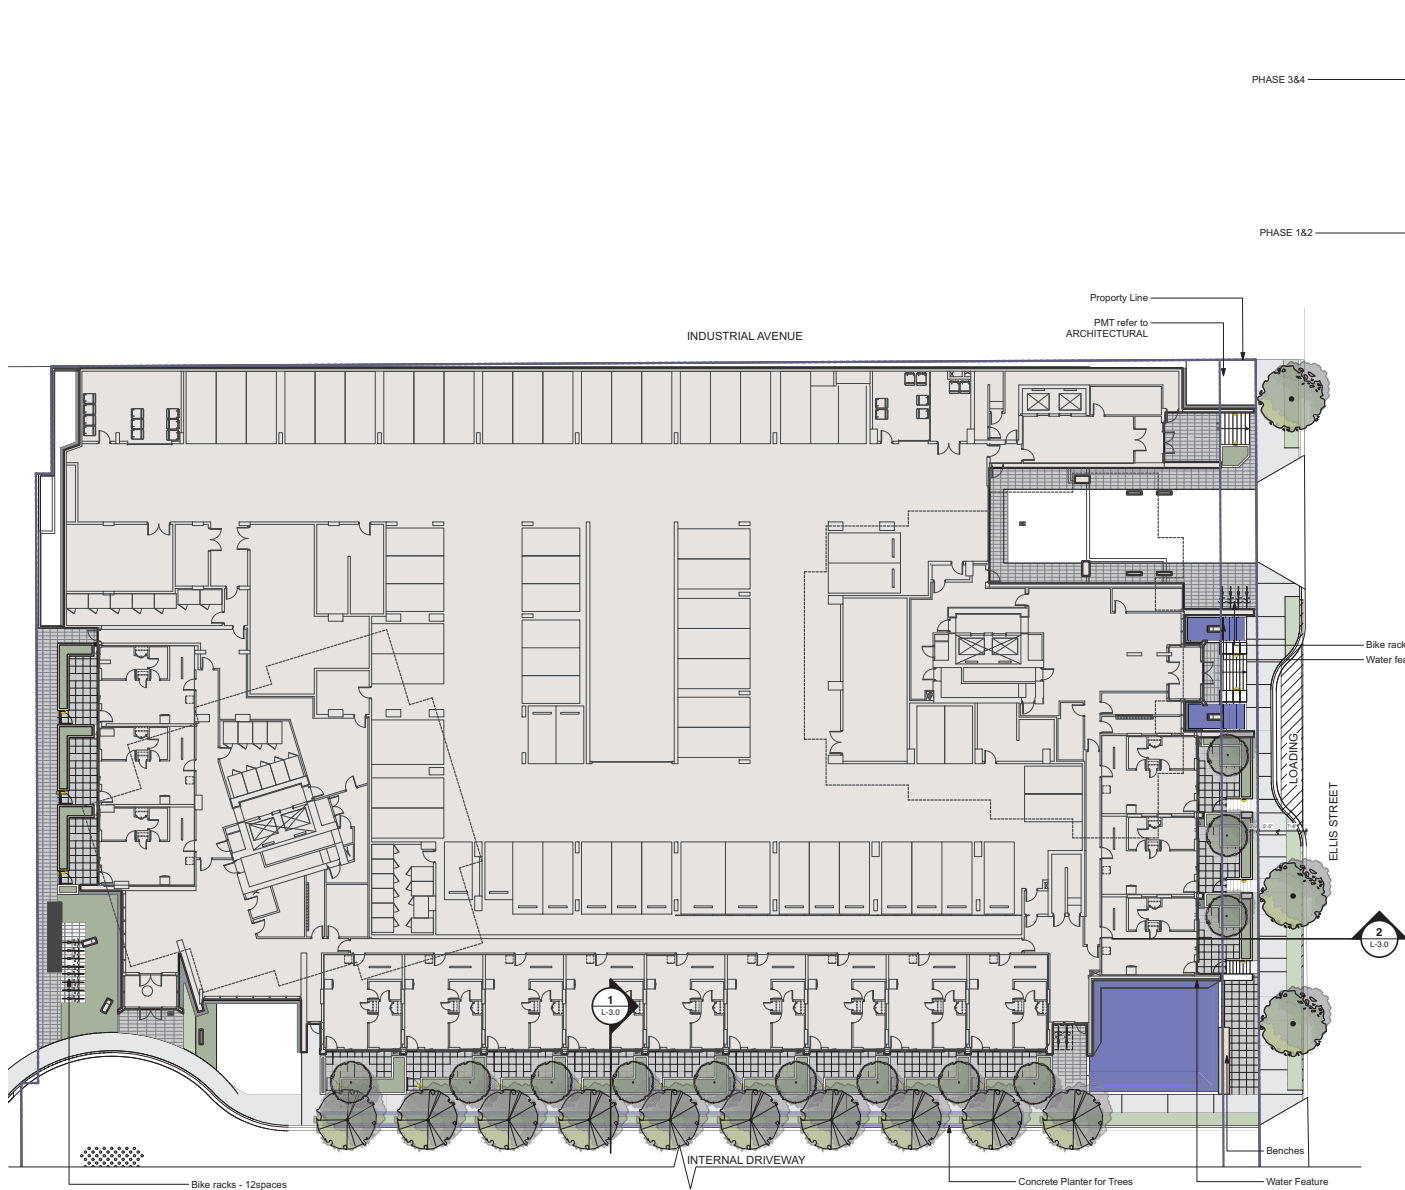 PHASE 3&4
PHASE 1&2
Property Line
INDUSTRIAL AVENUE
PMT refer to
ARCHITECTURAL
Bike rack
Water fea
LOADING
ELLIS STREET
2
L-3.0
1
L-3.0
INTERNAL DRIVEWAY
Benches
Bike racks - 12spaces
Concrete Planter for Trees
Water Feature